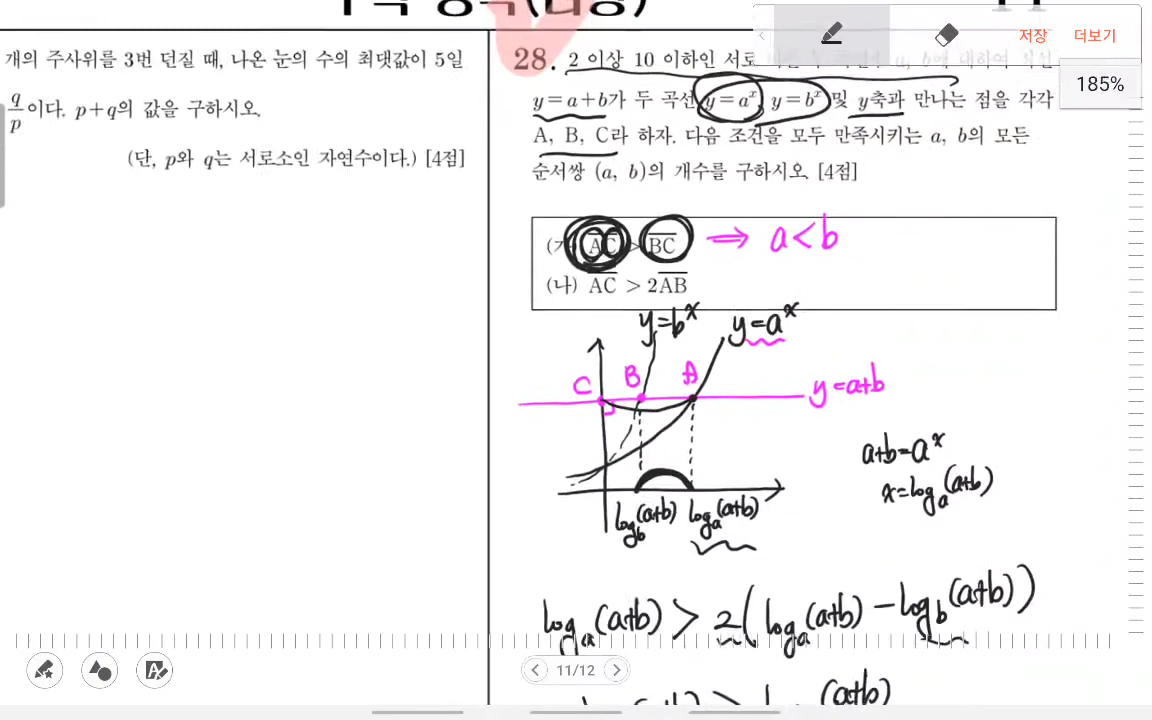 개의 주사위를 3번 던질 때, 나온 눈의 수의 최댓값이 5일
q/p이다. p+q의 값을 구하시오.
(단, p와 q는 서로소인 자연수이다.) [4점]
28. 2 이상 10 이하인 서로
y=a+b가 두 곡선 y=a^x, y=b^x 및 y축과 만나는 점을 각각
A, B, C라 하자. 다음 조건을 모두 만족시키는 a, b의 모든
순서쌍 (a, b)의 개수를 구하시오. [4점]
(가) AC > BC ⇒ a<b
(나) AC > 2AB
y=b^x y=a^x
C B A y=a+b
a+b=a^x
x=log_a(a+b)
log_b(a+b) log_a(a+b)
log_a(a+b) > 2(log_a(a+b) - log_b(a+b))
(a+b)
저장 더보기
185%
11/12